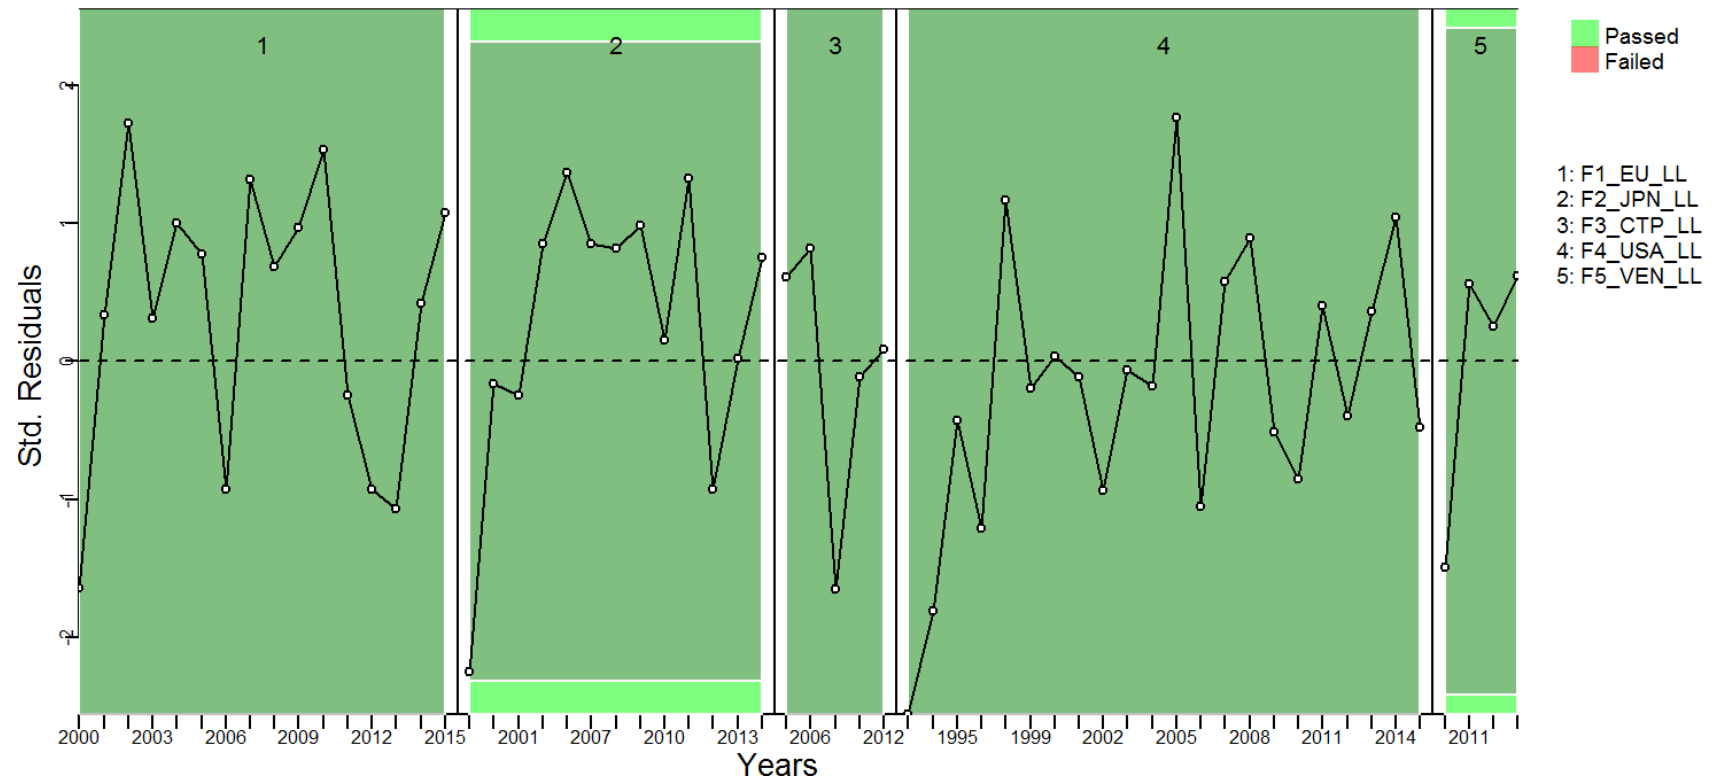 1 2 3 4 5
Passed
Failed
1: F1_EU_LL
2: F2_JPN_LL
3: F3_CTP_LL
4: F4_USA_LL
5: F5_VEN_LL
Std. Residuals
2
1
0
-1
-2
2000 2003 2006 2009 2012 2015 2001 2007 2010 2013 2006 2012 1995 1999 2002 2005 2008 2011 2014 2011
Years